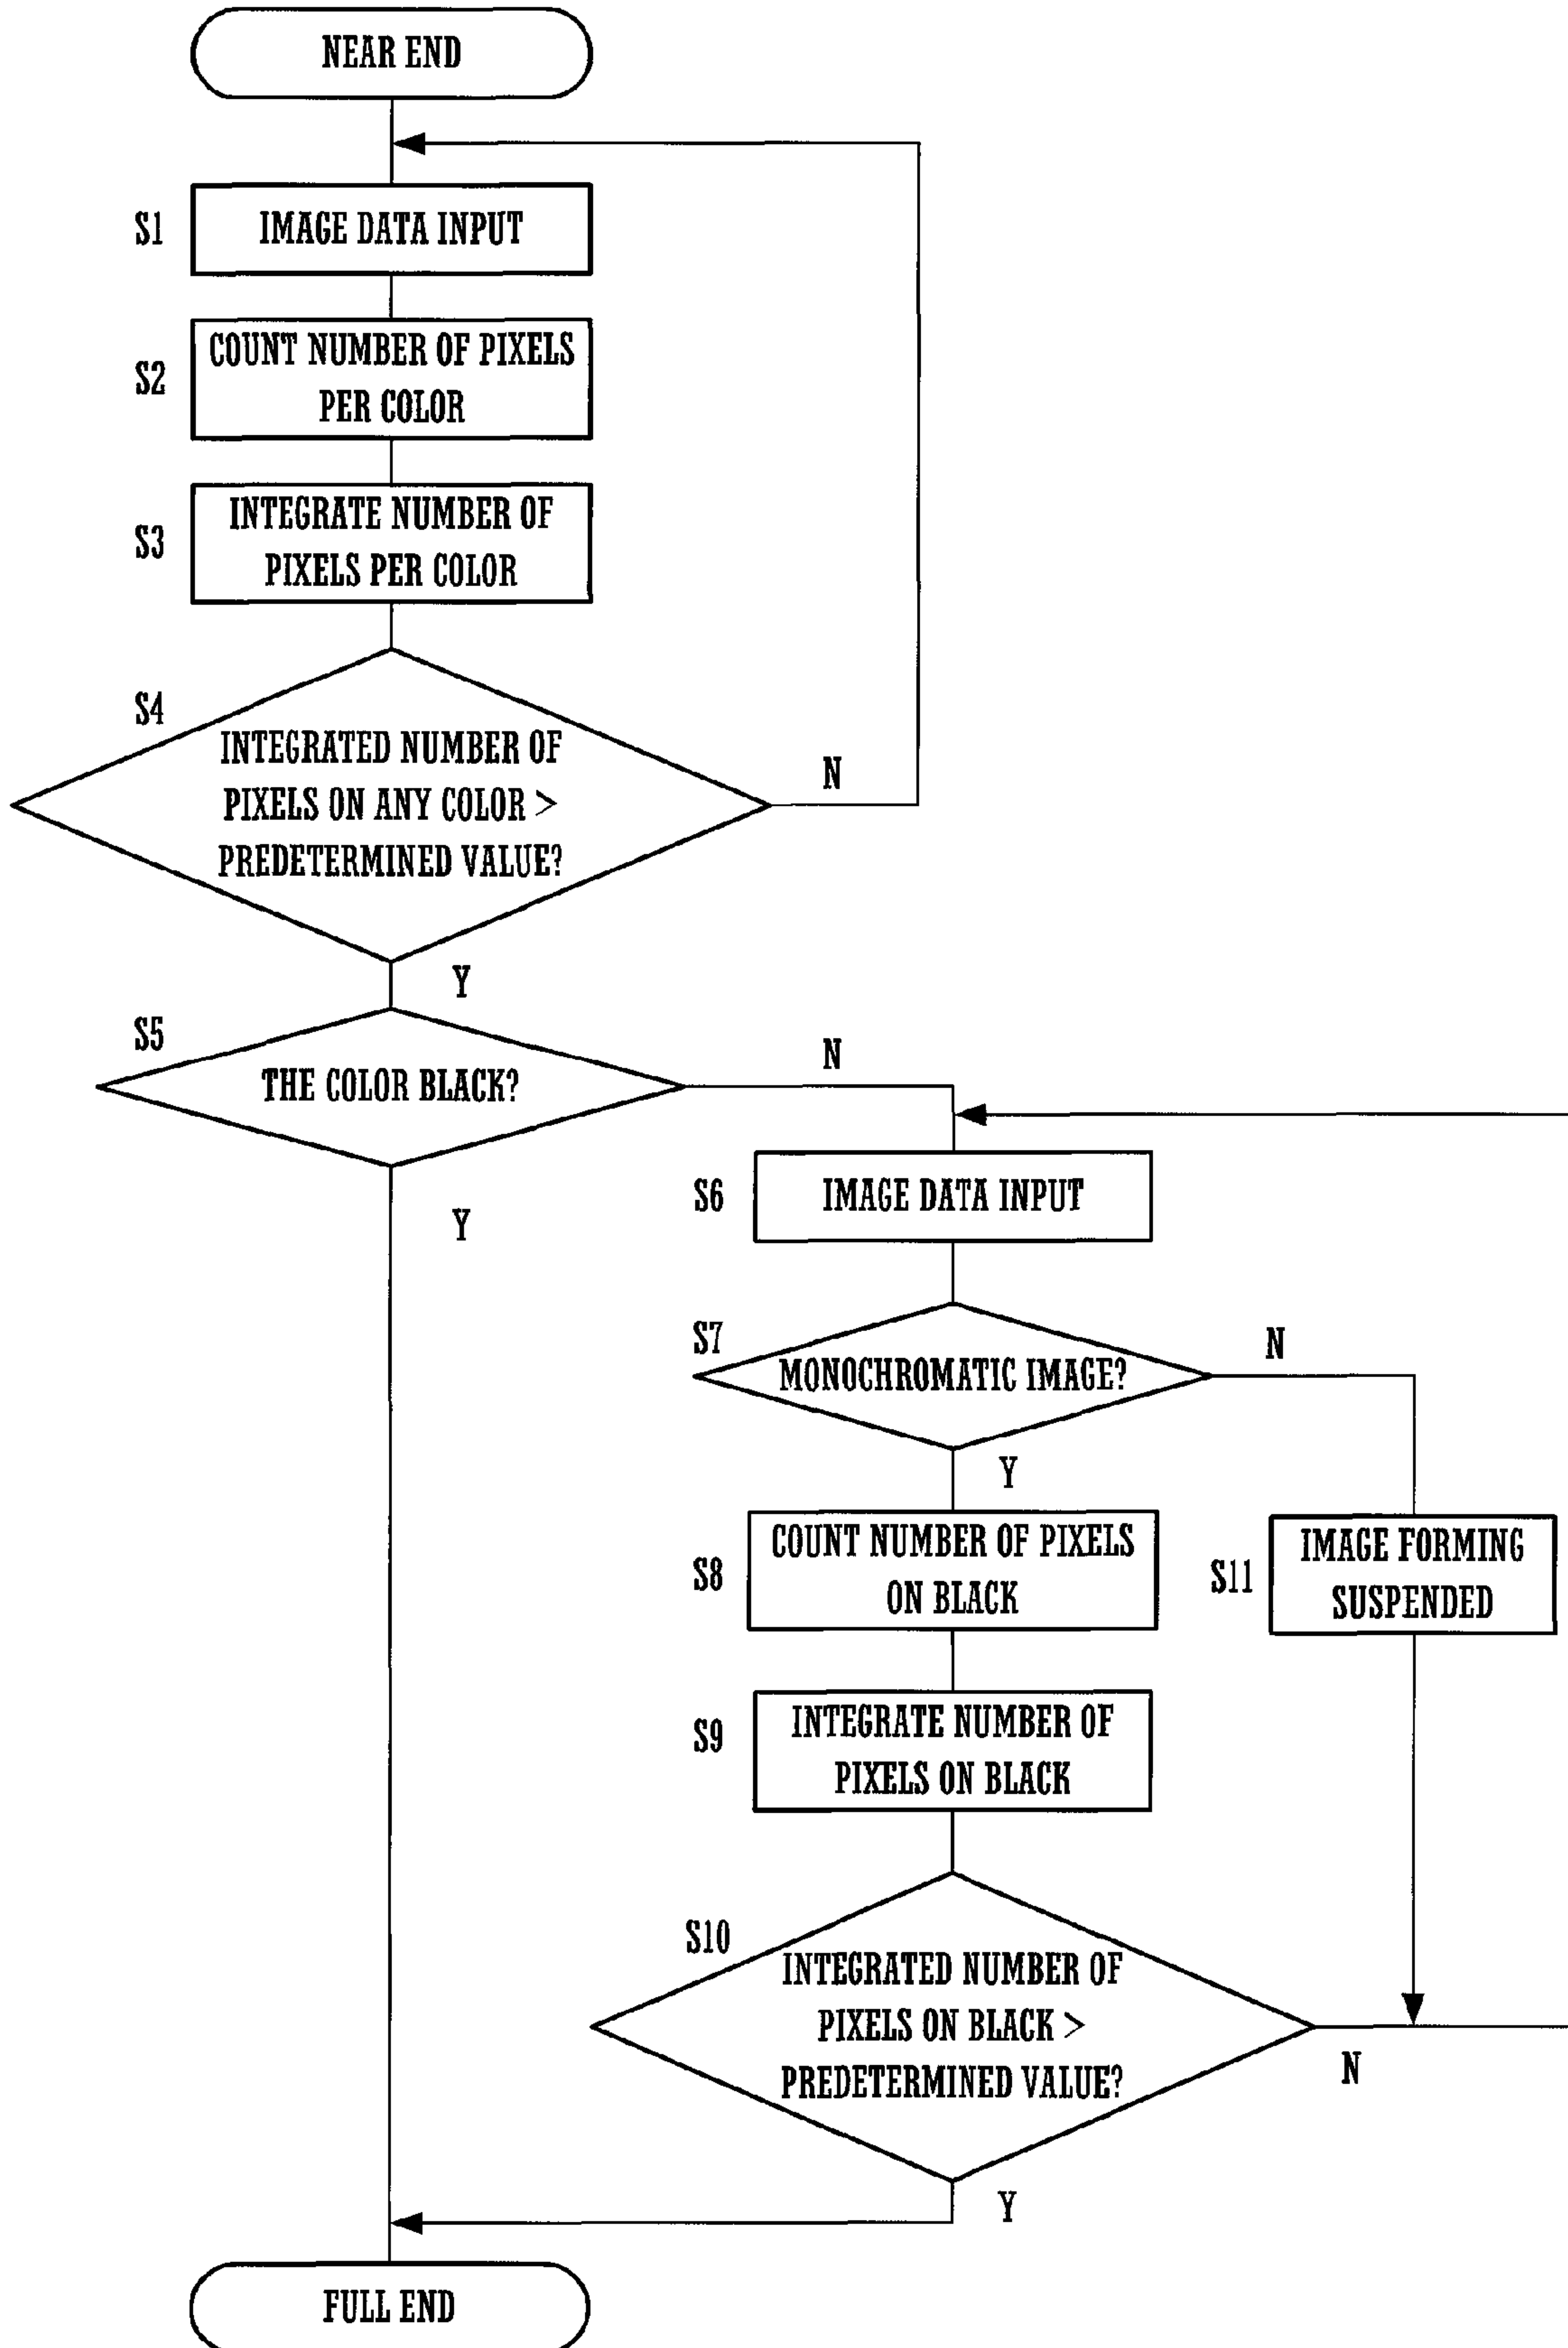 NEAR END
S1
IMAGE DATA INPUT
S2
COUNT NUMBER OF PIXELS
PER COLOR
S3
INTEGRATE NUMBER OF
PIXELS PER COLOR
S4
INTEGRATED NUMBER OF
PIXELS ON ANY COLOR >
PREDETERMINED VALUE?
N
Y
S5
THE COLOR BLACK?
N
Y
S6
IMAGE DATA INPUT
S7
MONOCHROMATIC IMAGE?
N
Y
S8
COUNT NUMBER OF PIXELS
ON BLACK
S11
IMAGE FORMING
SUSPENDED
S9
INTEGRATE NUMBER OF
PIXELS ON BLACK
S10
INTEGRATED NUMBER OF
PIXELS ON BLACK >
PREDETERMINED VALUE?
N
Y
FULL END